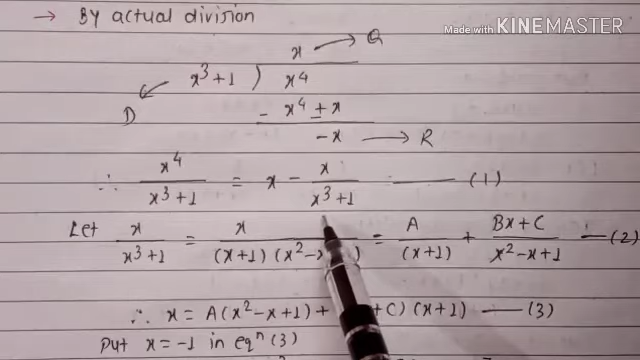 → By actual division
Made with KINEMASTER
x → Q
x³+1 ) x⁴
D
- x⁴ ± x
-x → R
∴ x⁴/(x³+1) = x - x/(x³+1) —— (1)
Let x/(x³+1) = x/((x+1)(x²-x )) = A/(x+1) + (Bx+C)/(x²-x+1) — (2)
∴ x = A(x²-x+1) + +C)(x+1) — (3)
Put x = -1 in eqⁿ (3)